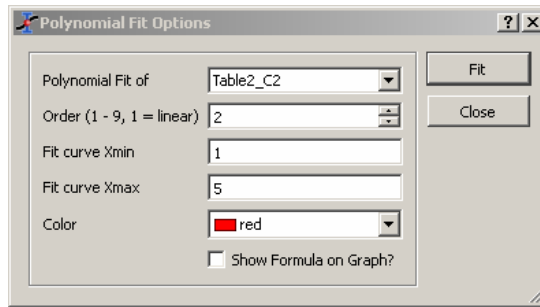 Polynomial Fit Options
Polynomial Fit of Table2_C2
Order (1 - 9, 1 = linear) 2
Fit curve Xmin 1
Fit curve Xmax 5
Color red
Show Formula on Graph?
Fit
Close